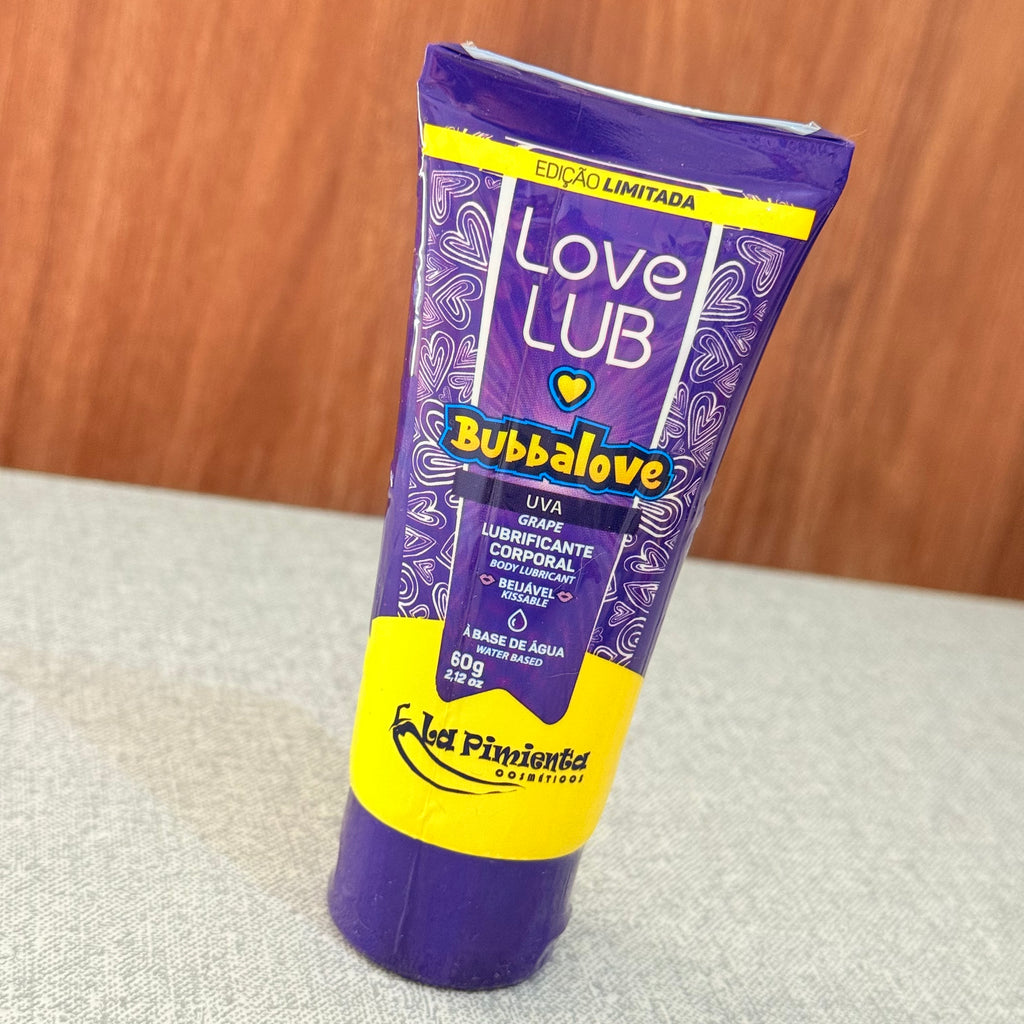 EDIÇÃO LIMITADA
Love
LUB
Bubbalove
UVA
GRAPE
LUBRIFICANTE
CORPORAL
BODY LUBRICANT
BEIJÁVEL
KISSABLE
À BASE DE ÁGUA
WATER BASED
60g
2,12 oz
La Pimienta
COSMÉTICOS